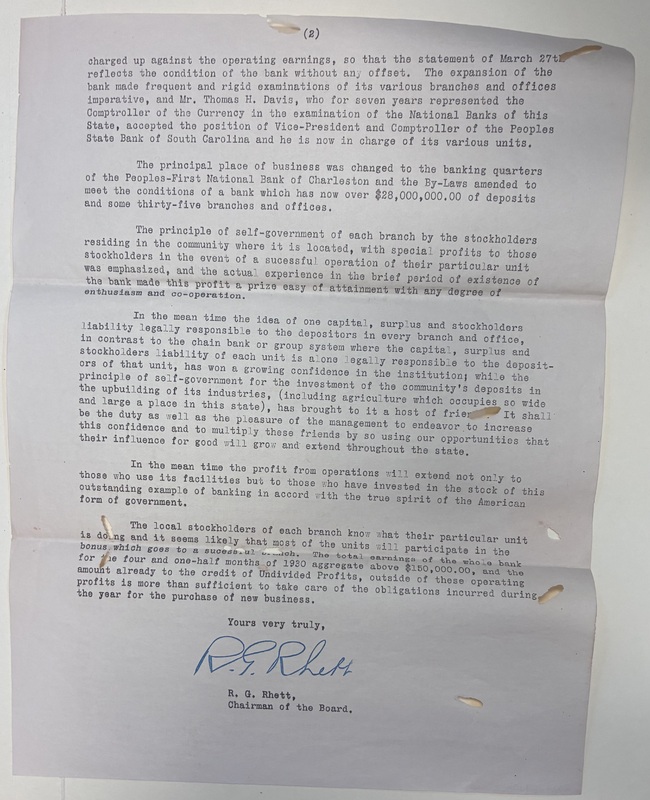 (2)
charged up against the operating earnings, so that the statement of March 27th
reflects the condition of the bank without any offset. The expansion of the
bank made frequent and rigid examinations of its various branches and offices
imperative, and Mr. Thomas H. Davis, who for seven years represented the
Comptroller of the Currency in the examination of the National Banks of this
State, accepted the position of Vice-President and Comptroller of the Peoples
State Bank of South Carolina and he is now in charge of its various units.
The principal place of business was changed to the banking quarters
of the Peoples-First National Bank of Charleston and the By-Laws amended to
meet the conditions of a bank which has now over $28,000,000.00 of deposits
and some thirty-five branches and offices.
The principle of self-government of each branch by the stockholders
residing in the community where it is located, with special profits to those
stockholders in the event of a sucessful operation of their particular unit
was emphasized, and the actual experience in the brief period of existence of
the bank made this profit a prize easy of attainment with any degree of
enthusiasm and co-operation.
In the mean time the idea of one capital, surplus and stockholders
liability legally responsible to the depositors in every branch and office,
in contrast to the chain bank or group system where the capital, surplus and
stockholders liability of each unit is alone legally responsible to the deposit-
ors of that unit, has won a growing confidence in the institution; while the
principle of self-government for the investment of the community's deposits in
the upbuilding of its industries, (including agriculture which occupies so wide
and large a place in this state), has brought to it a host of It shall
be the duty as well as the pleasure of the management to endeavor to increase
this confidence and to multiply these friends by so using our opportunities that
their influence for good will grow and extend throughout the state.
In the mean time the profit from operations will extend not only to
those who use its facilities but to those who have invested in the stock of this
outstanding example of banking in accord with the true spirit of the American
form of government.
The local stockholders of each branch know what their particular unit
is doing and it seems likely that most of the units will participate in the
bonus which goes to a sucessful branch. The total earnings of the whole bank
for the four and one-half months of 1930 aggregate above $150,000.00, and the
amount already to the credit of Undivided Profits, outside of these operating
profits is more than sufficient to take care of the obligations incurred during
the year for the purchase of new business.
Yours very truly,
R. G. Rhett
R. G. Rhett,
Chairman of the Board.